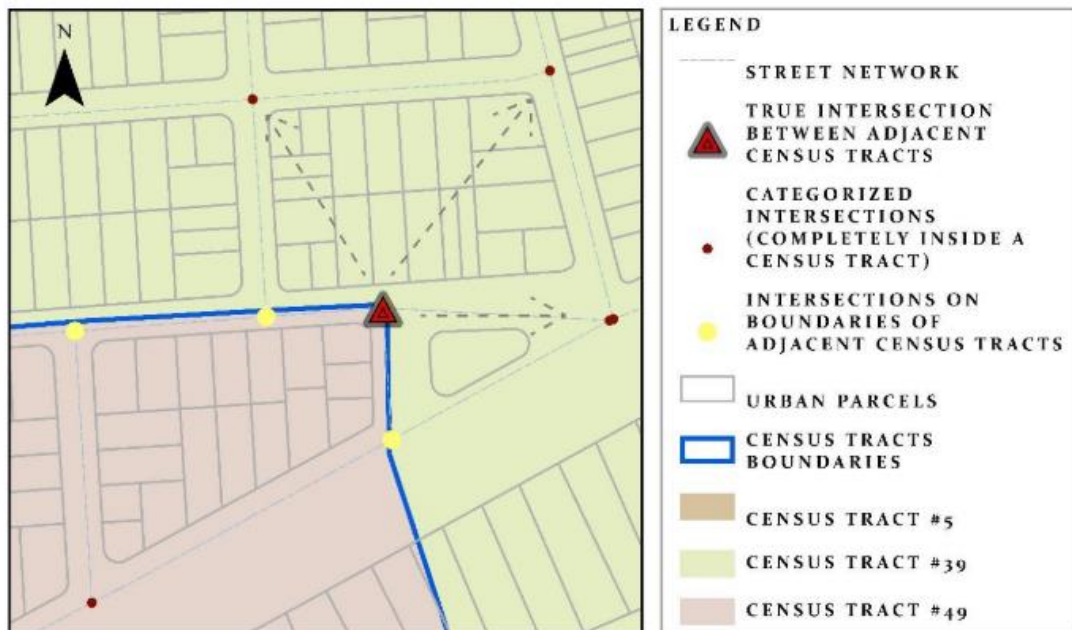 N
LEGEND
STREET NETWORK
TRUE INTERSECTION
BETWEEN ADJACENT
CENSUS TRACTS
CATEGORIZED
INTERSECTIONS
(COMPLETELY INSIDE A
CENSUS TRACT)
INTERSECTIONS ON
BOUNDARIES OF
ADJACENT CENSUS TRACTS
URBAN PARCELS
CENSUS TRACTS
BOUNDARIES
CENSUS TRACT #5
CENSUS TRACT #39
CENSUS TRACT #49